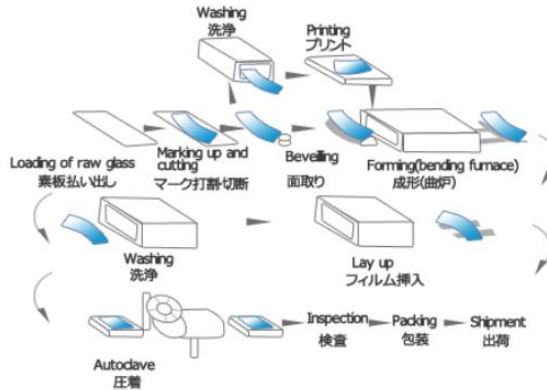 Washing
洗浄
Printing
プリント
Loading of raw glass
素板払い出し
Marking up and
cutting
マーク打割・切断
Bevelling
面取り
Forming(bending furnace)
成形(曲炉)
Washing
洗浄
Lay up
フィルム挿入
Autoclave
圧着
Inspection
検査
Packing
包装
Shipment
出荷